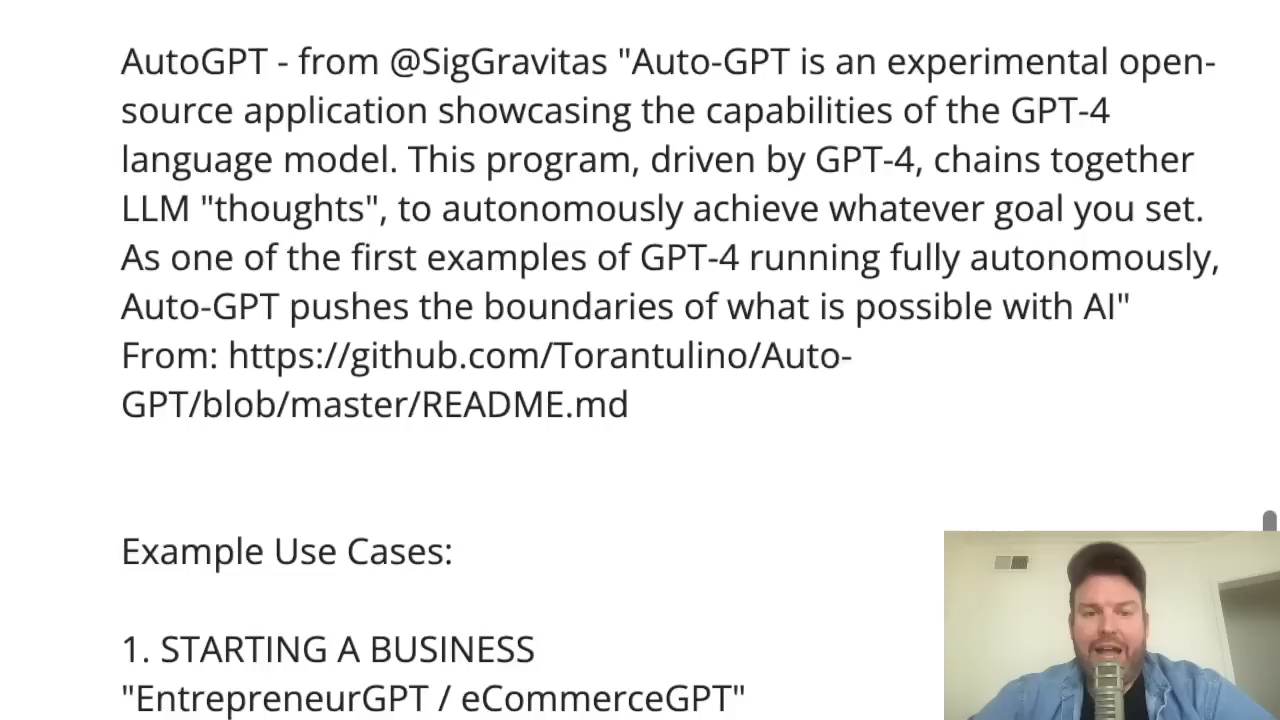 AutoGPT - from @SigGravitas "Auto-GPT is an experimental open-
source application showcasing the capabilities of the GPT-4
language model. This program, driven by GPT-4, chains together
LLM "thoughts", to autonomously achieve whatever goal you set.
As one of the first examples of GPT-4 running fully autonomously,
Auto-GPT pushes the boundaries of what is possible with AI"
From: https://github.com/Torantulino/Auto-
GPT/blob/master/README.md
Example Use Cases:
1. STARTING A BUSINESS
"EntrepreneurGPT / eCommerceGPT"